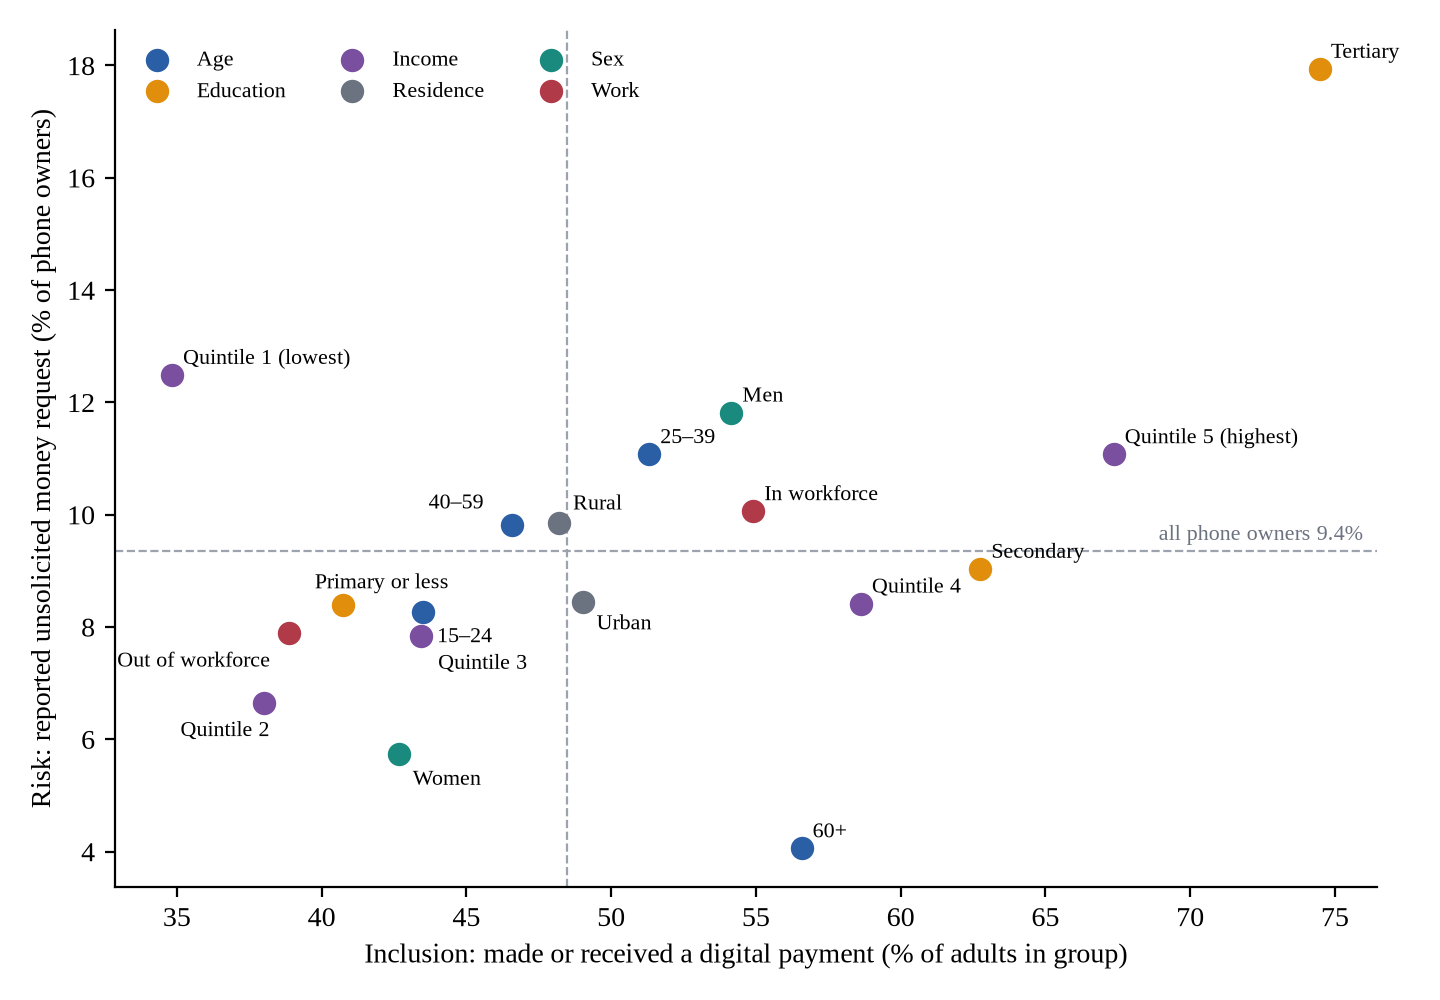 Age
Income
Sex
Education
Residence
Work
Risk: reported unsolicited money request (% of phone owners)
18
16
14
12
10
8
6
4
Tertiary
Quintile 1 (lowest)
Men
25–39
Quintile 5 (highest)
In workforce
40–59
Rural
all phone owners 9.4%
Secondary
Primary or less
Quintile 4
Urban
15–24
Out of workforce
Quintile 3
Quintile 2
Women
60+
35
40
45
50
55
60
65
70
75
Inclusion: made or received a digital payment (% of adults in group)